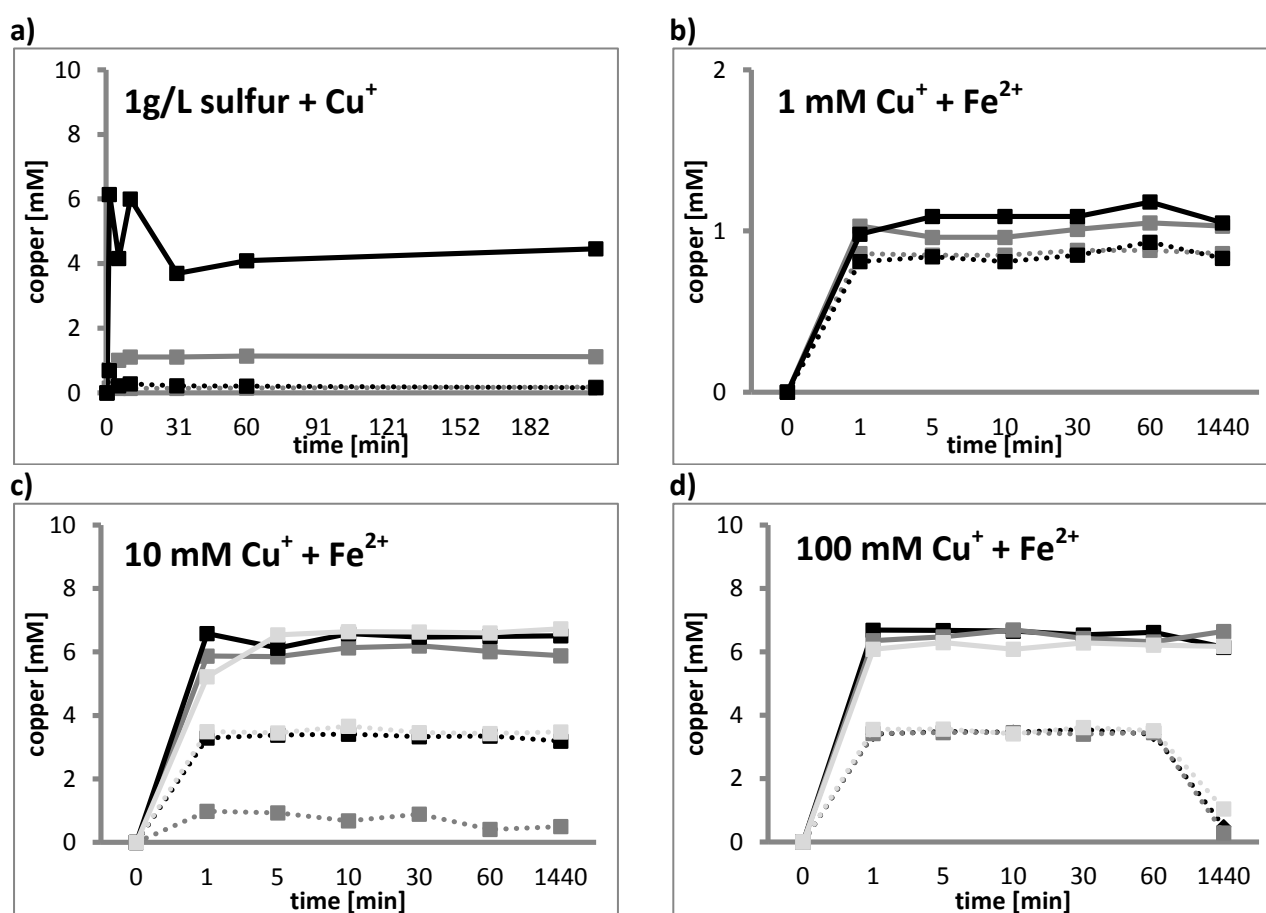 a)
1g/L sulfur + Cu⁺
copper [mM]
10
8
6
4
2
0
0 31 60 91 121 152 182
time [min]
b)
1 mM Cu⁺ + Fe²⁺
copper [mM]
2
1
0
0 1 5 10 30 60 1440
time [min]
c)
10 mM Cu⁺ + Fe²⁺
copper [mM]
10
8
6
4
2
0
0 1 5 10 30 60 1440
time [min]
d)
100 mM Cu⁺ + Fe²⁺
copper [mM]
10
8
6
4
2
0
0 1 5 10 30 60 1440
time [min]